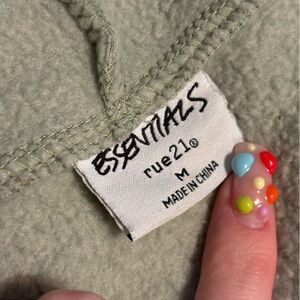 ESSENTIALS
rue21®
M
MADE IN CHINA